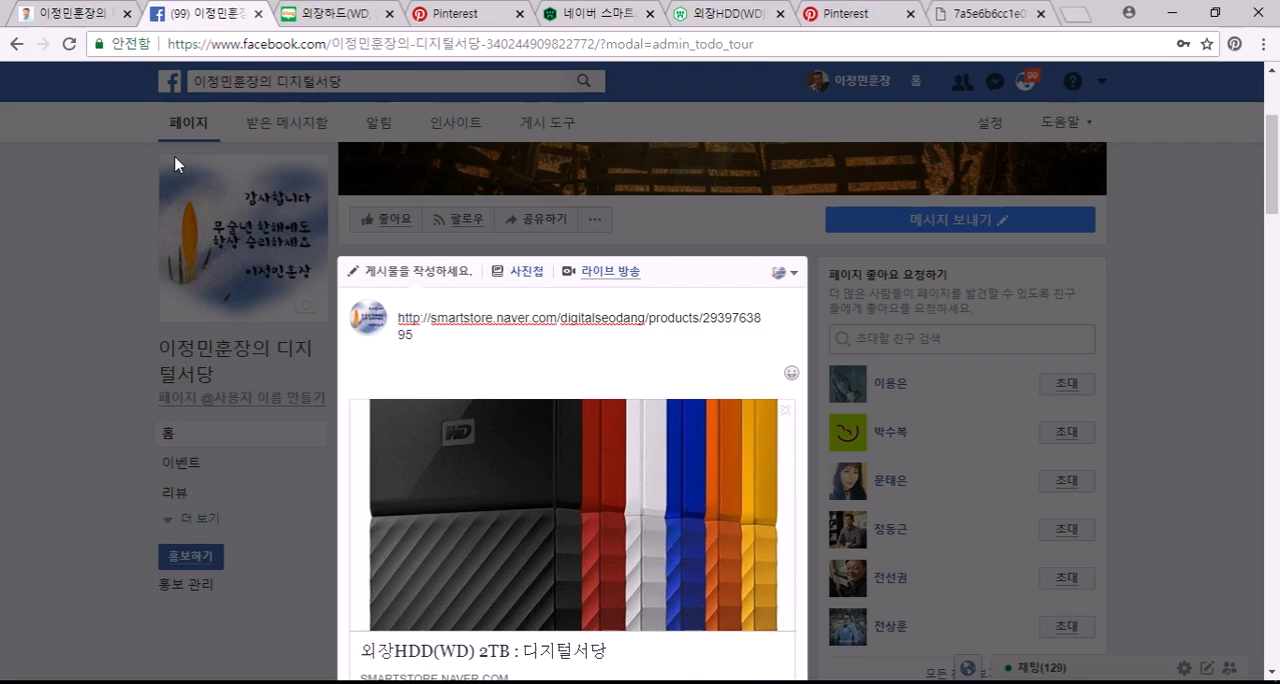 이정민훈장의 디
(99) 이정민훈장
외장하드(WD,
Pinterest
네이버 스마트
외장HDD(WD)
Pinterest
7a5e6b6cc1e0
안전함
https://www.facebook.com/이정민훈장의-디지털서당-340244909822772/?modal=admin_todo_tour
이정민훈장의 디지털서당
이정민훈장
홈
99
페이지
받은 메시지함
알림
인사이트
게시 도구
설정
도움말
감사합니다
무술년 한해에도
항상 승리하세요
이정민훈장
좋아요
팔로우
공유하기
메시지 보내기
게시물을 작성하세요.
사진첩
라이브 방송
http://smartstore.naver.com/digitalseodang/products/29397638
95
WD
외장HDD(WD) 2TB : 디지털서당
SMARTSTORE.NAVER.COM
이정민훈장의 디지
털서당
페이지 @사용자 이름 만들기
홈
이벤트
리뷰
더 보기
홍보하기
홍보 관리
페이지 좋아요 요청하기
더 많은 사람들이 페이지를 발견할 수 있도록 친구
들에게 좋아요를 요청하세요.
초대할 친구 검색
이용은
초대
박수복
초대
문태은
초대
정동근
초대
전선권
초대
전상훈
초대
모든
채팅(129)